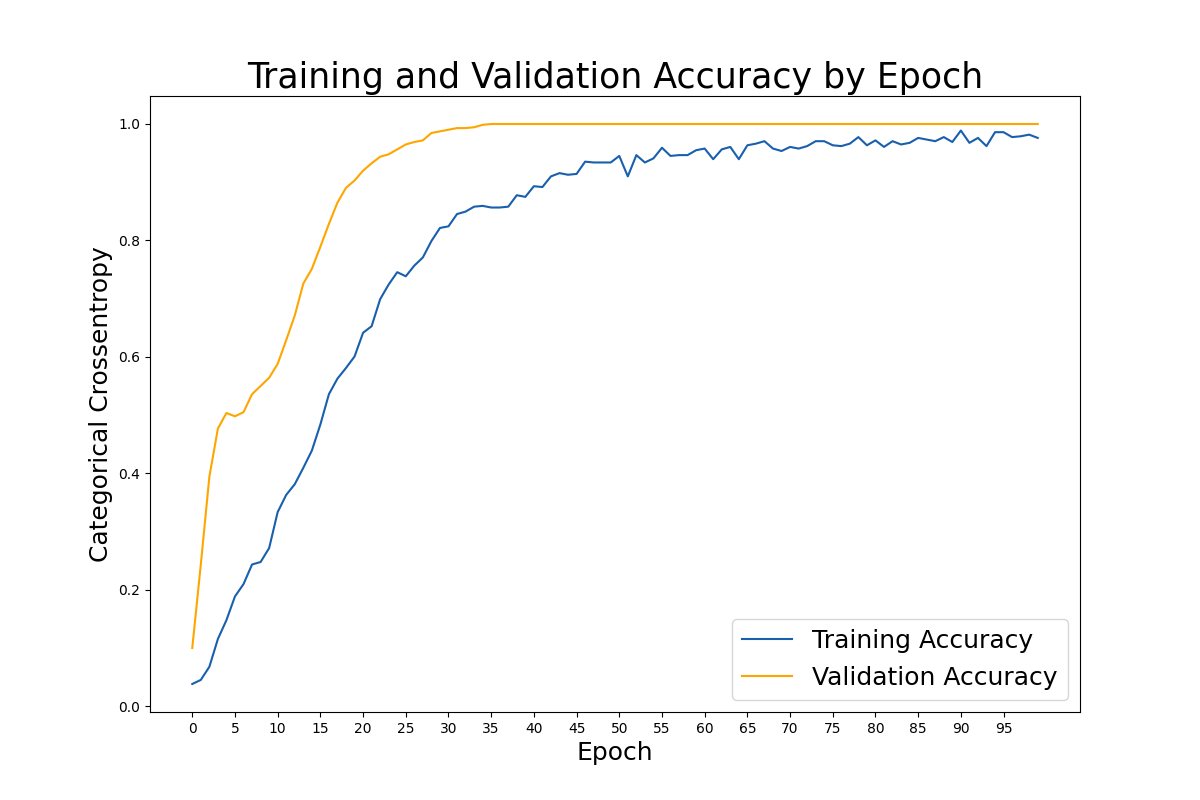 Training and Validation Accuracy by Epoch
Categorical Crossentropy
1.0
0.8
0.6
0.4
0.2
0.0
Training Accuracy
Validation Accuracy
0 5 10 15 20 25 30 35 40 45 50 55 60 65 70 75 80 85 90 95
Epoch